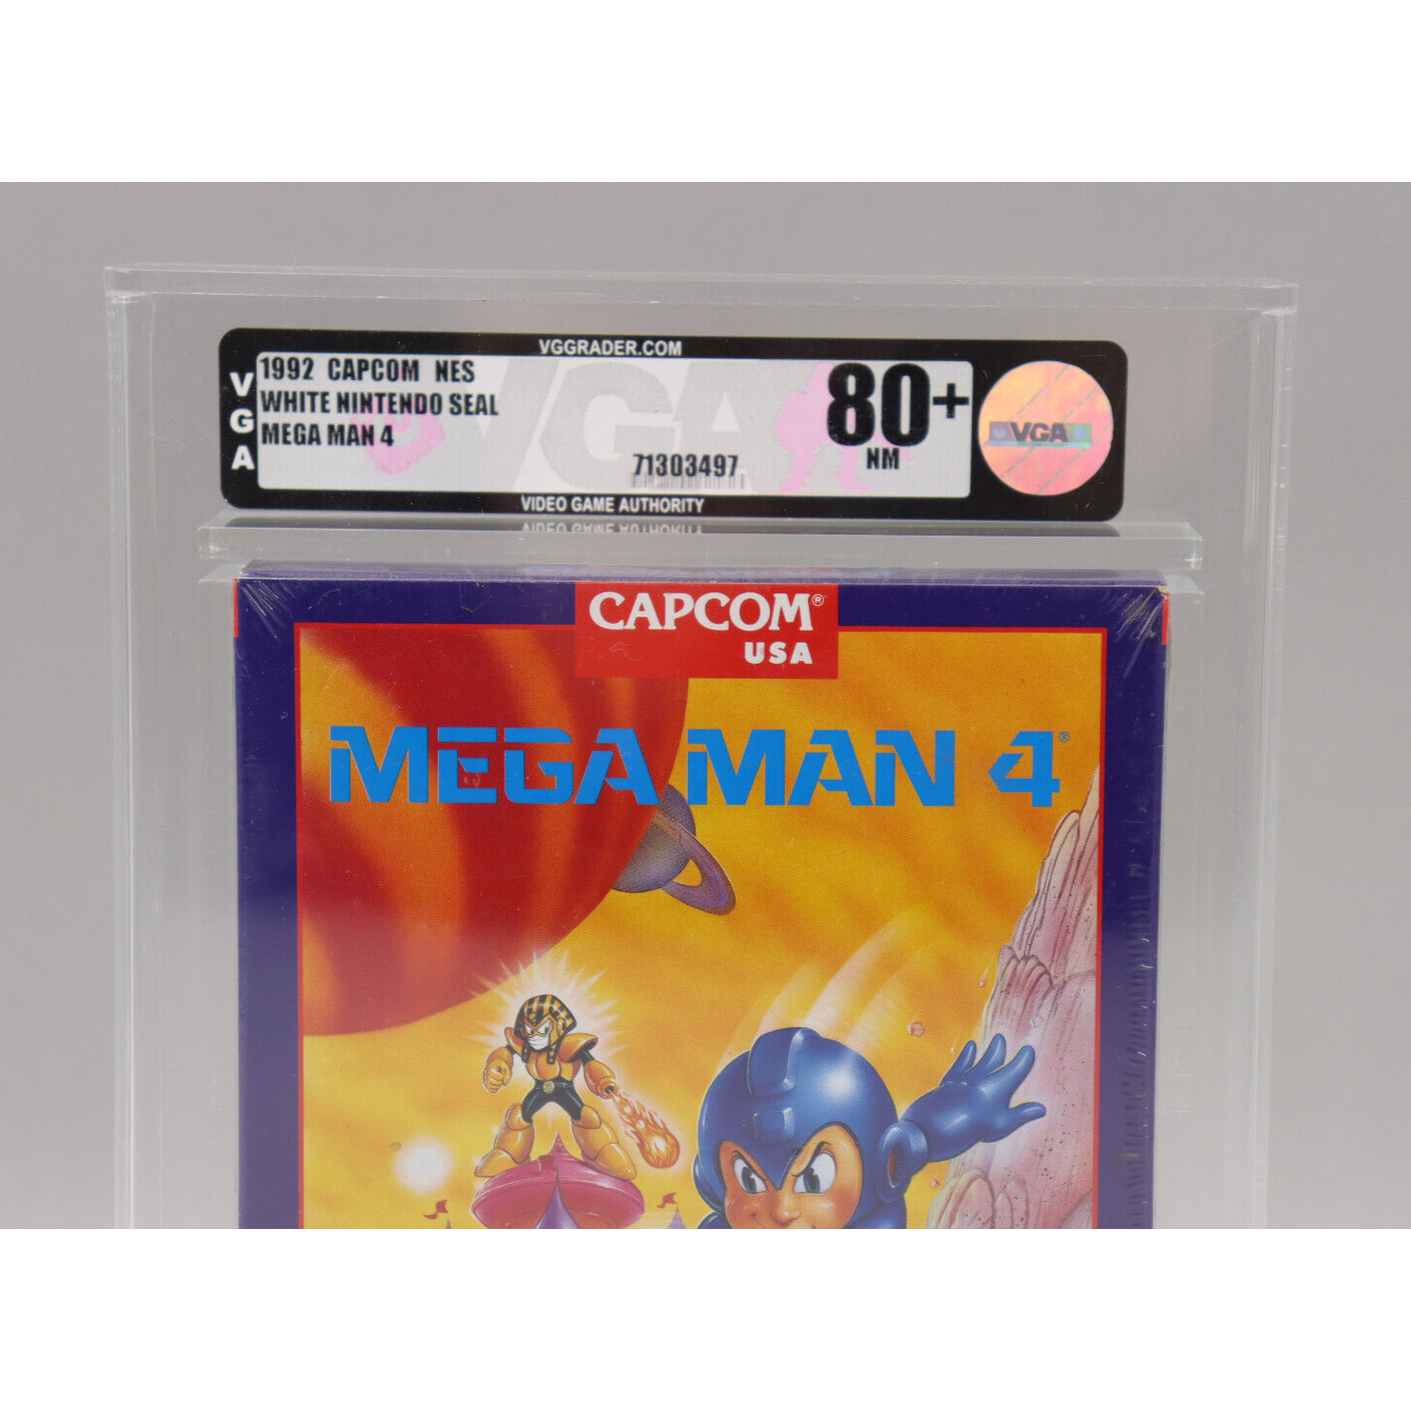 VGGRADER.COM
VGA
1992 CAPCOM NES
WHITE NINTENDO SEAL
MEGA MAN 4
71303497
80+
NM
VGA
VGA
VIDEO GAME AUTHORITY
CAPCOM®
USA
MEGA MAN 4®